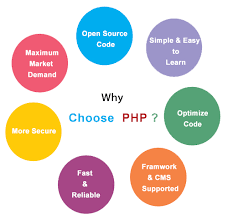 Why
Choose PHP ?
Open Source
Code
Simple & Easy
to
Learn
Optimize
Code
Framwork
& CMS
Supported
Fast
&
Reliable
More Secure
Maximum
Market
Demand